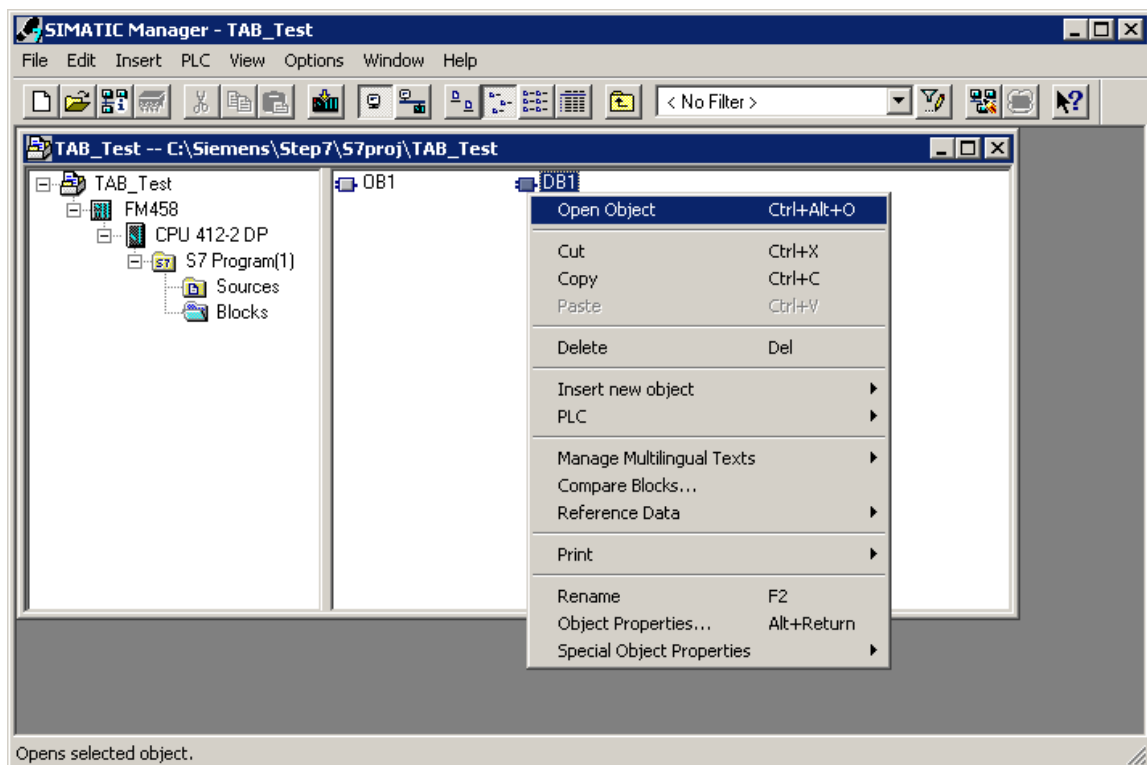 SIMATIC Manager - TAB_Test
File Edit Insert PLC View Options Window Help
< No Filter >
TAB_Test -- C:\Siemens\Step7\S7proj\TAB_Test
TAB_Test
FM458
CPU 412-2 DP
S7 Program(1)
Sources
Blocks
OB1
DB1
Open Object Ctrl+Alt+O
Cut Ctrl+X
Copy Ctrl+C
Paste Ctrl+V
Delete Del
Insert new object
PLC
Manage Multilingual Texts
Compare Blocks...
Reference Data
Print
Rename F2
Object Properties... Alt+Return
Special Object Properties
Opens selected object.